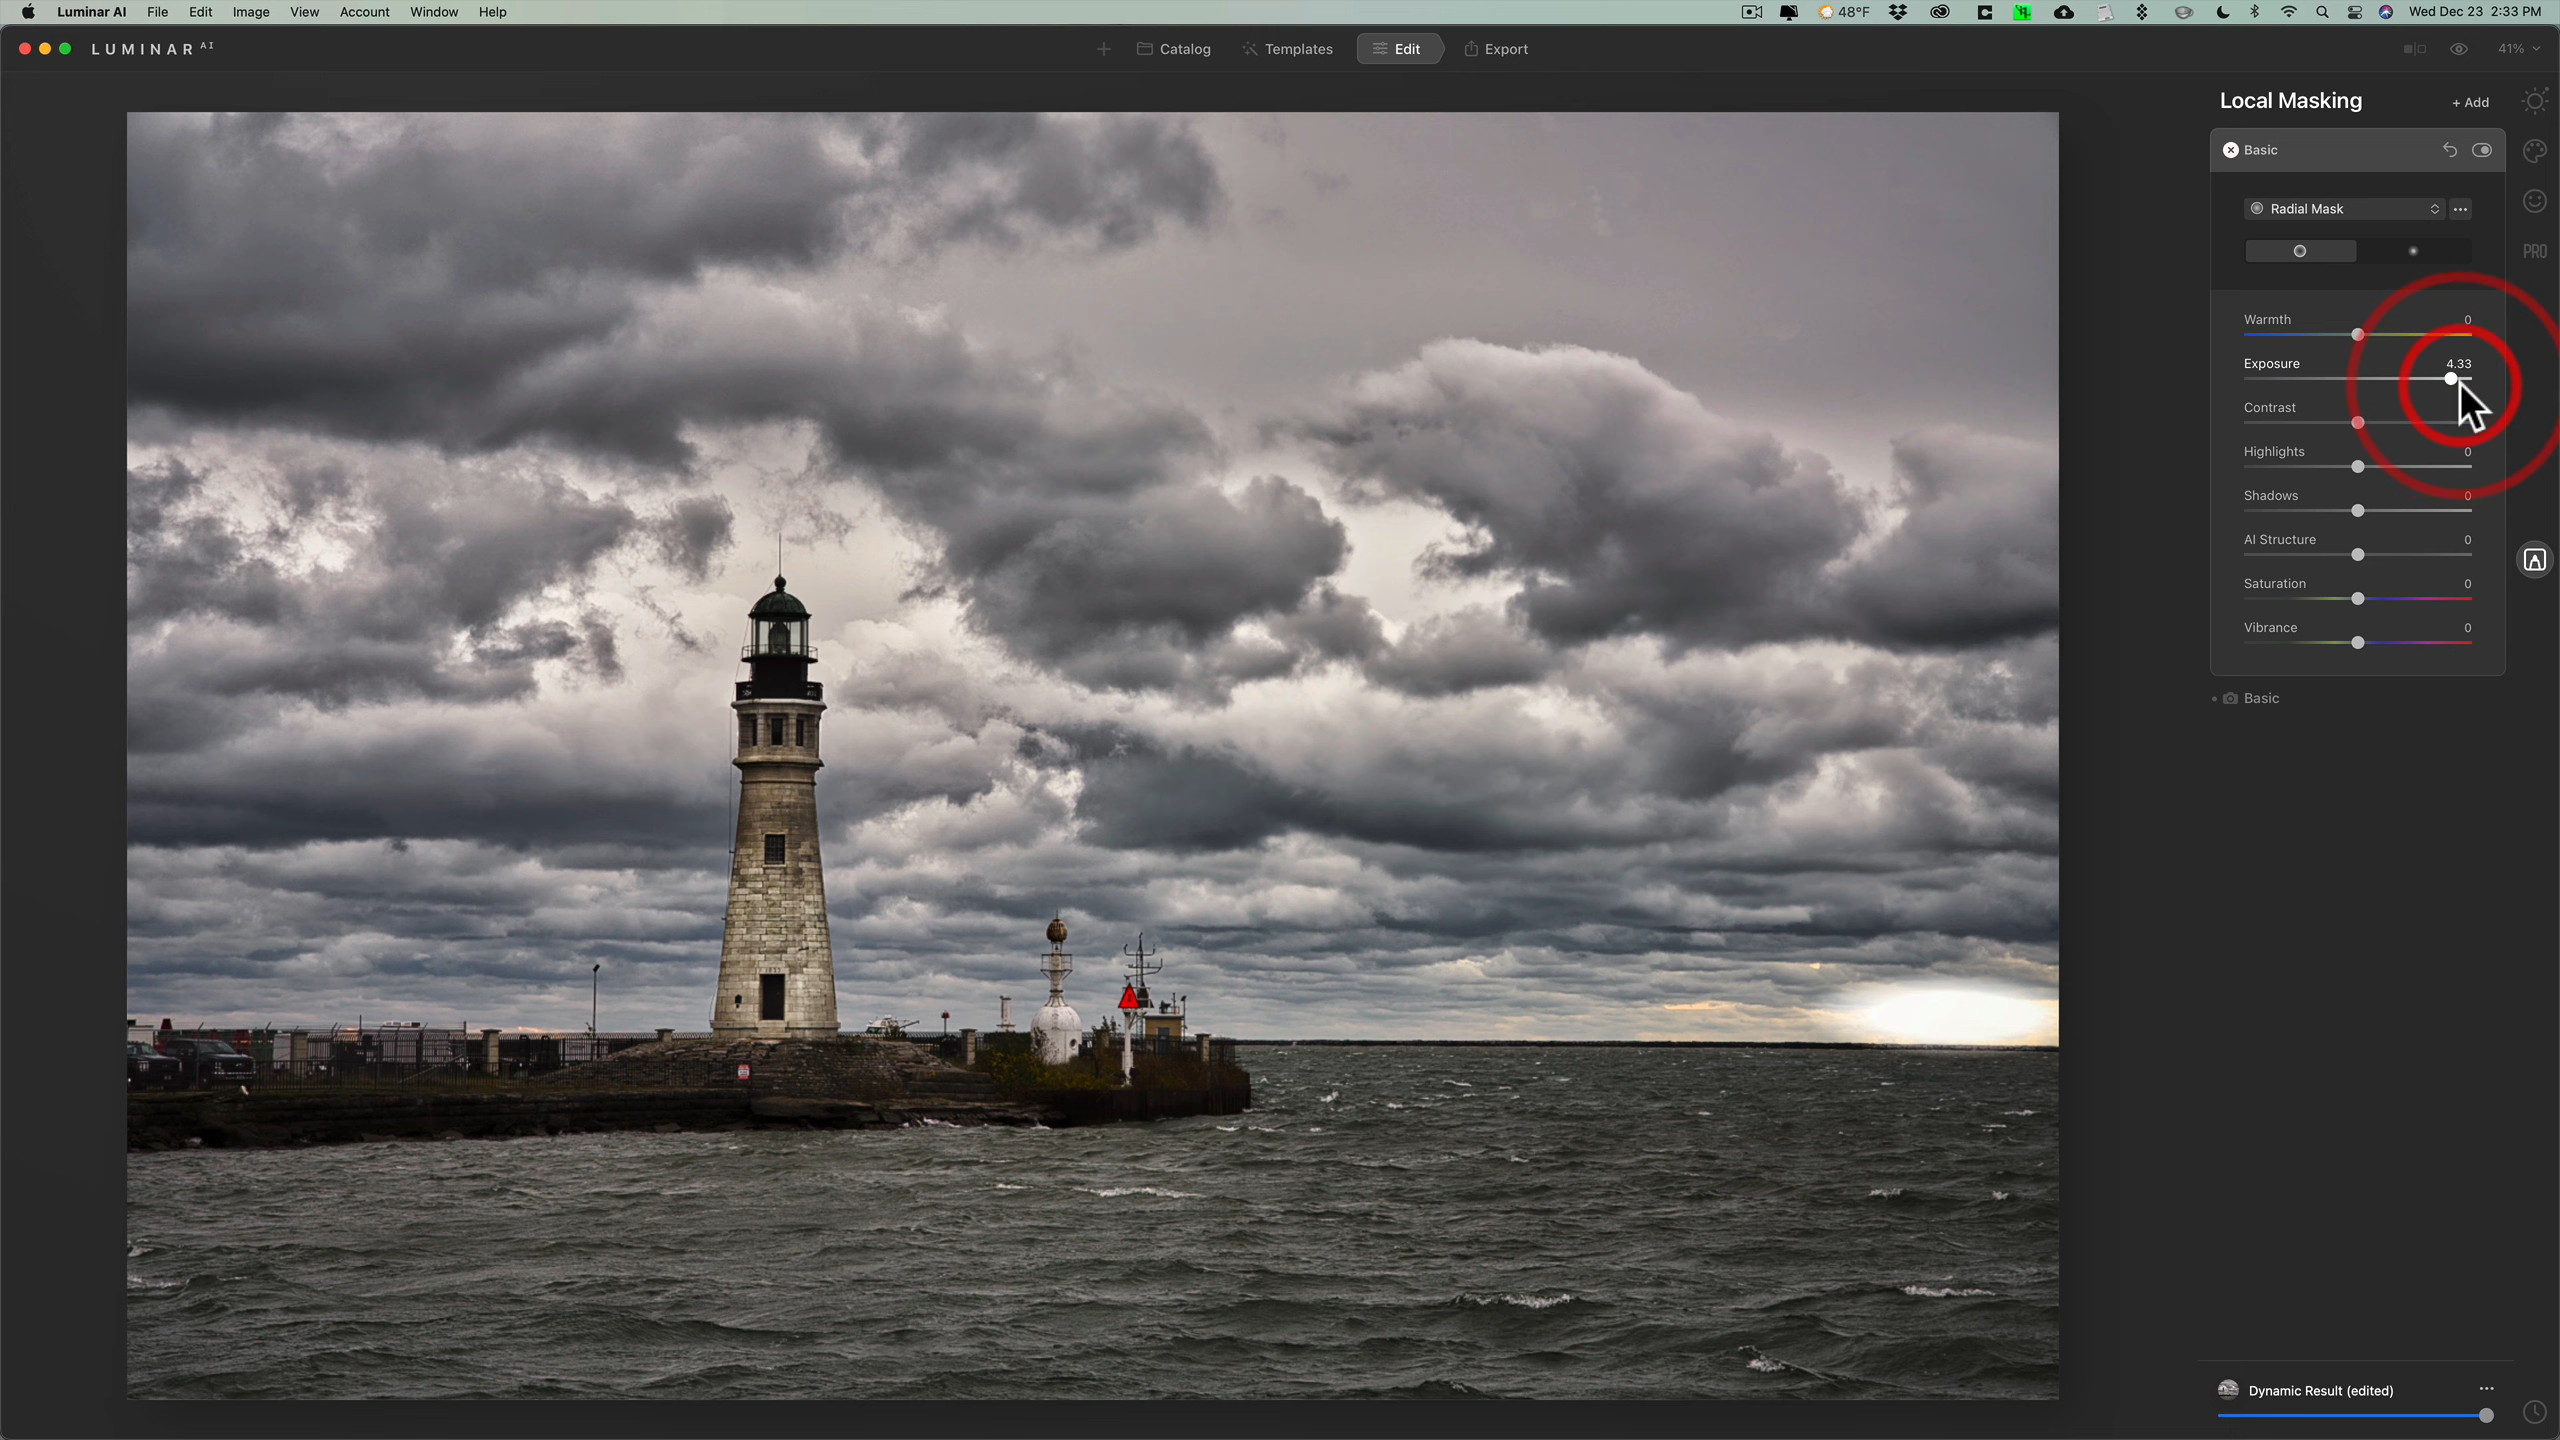 Luminar AI File Edit Image View Account Window Help 48°F Wed Dec 23 2:33 PM
LUMINAR AI Catalog Templates Edit Export 41%
Local Masking + Add
Basic
Radial Mask
PRO
Warmth 0
Exposure 4.33
Contrast
Highlights 0
Shadows 0
AI Structure 0
Saturation 0
Vibrance 0
Basic
Dynamic Result (edited)